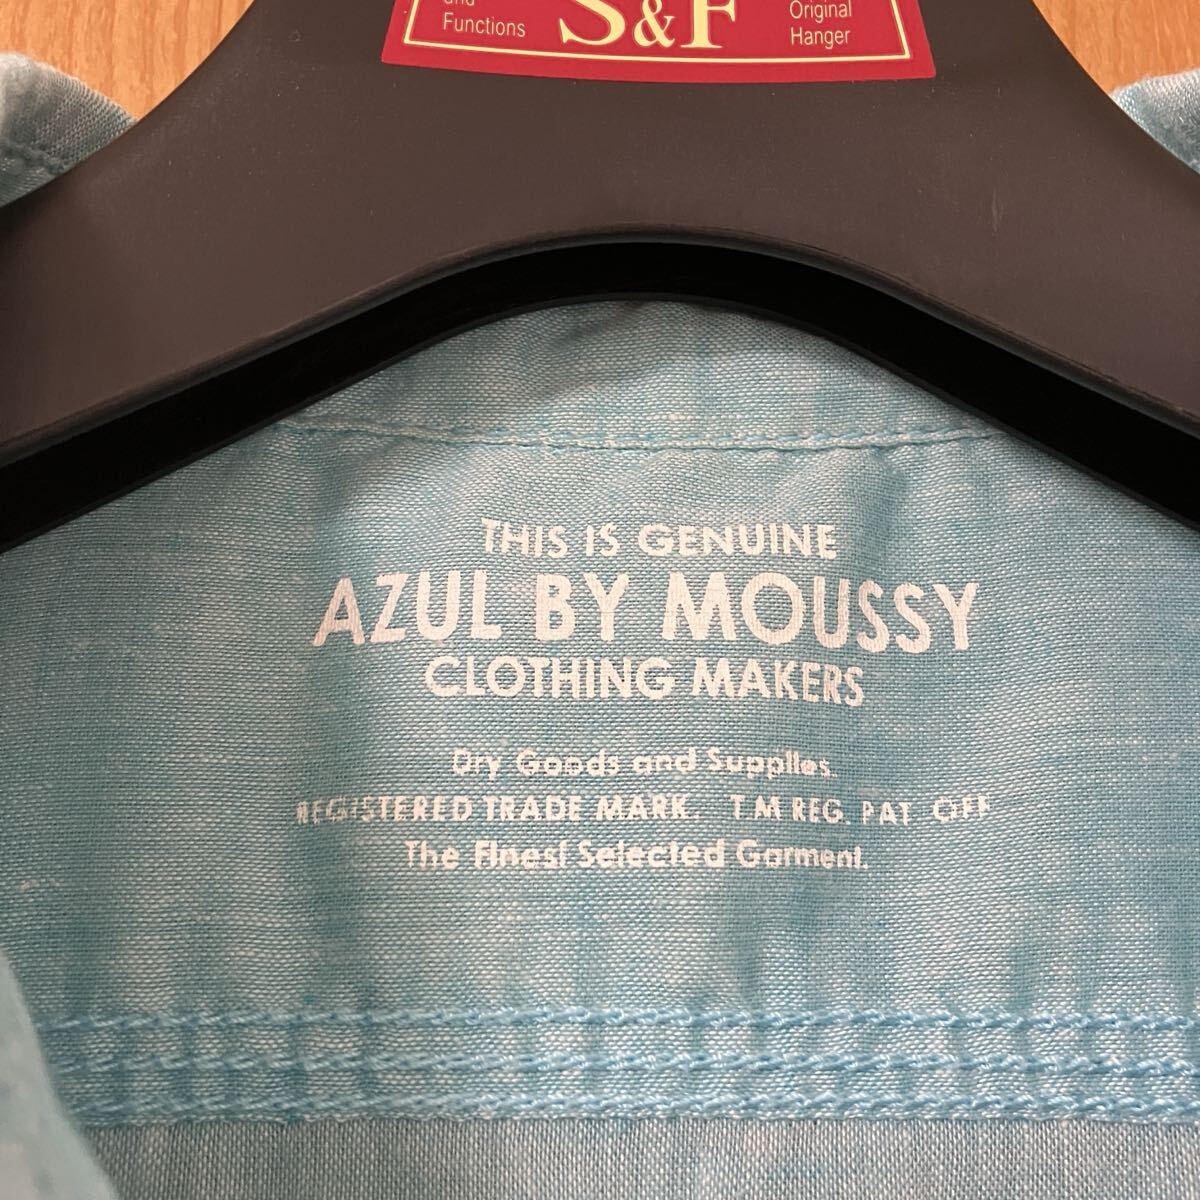 and
Functions
S&F
Original
Hanger
THIS IS GENUINE
AZUL BY MOUSSY
CLOTHING MAKERS
Dry Goods and Supplies.
REGISTERED TRADE MARK. T.M REG. PAT OFF
The Finest Selected Garment.